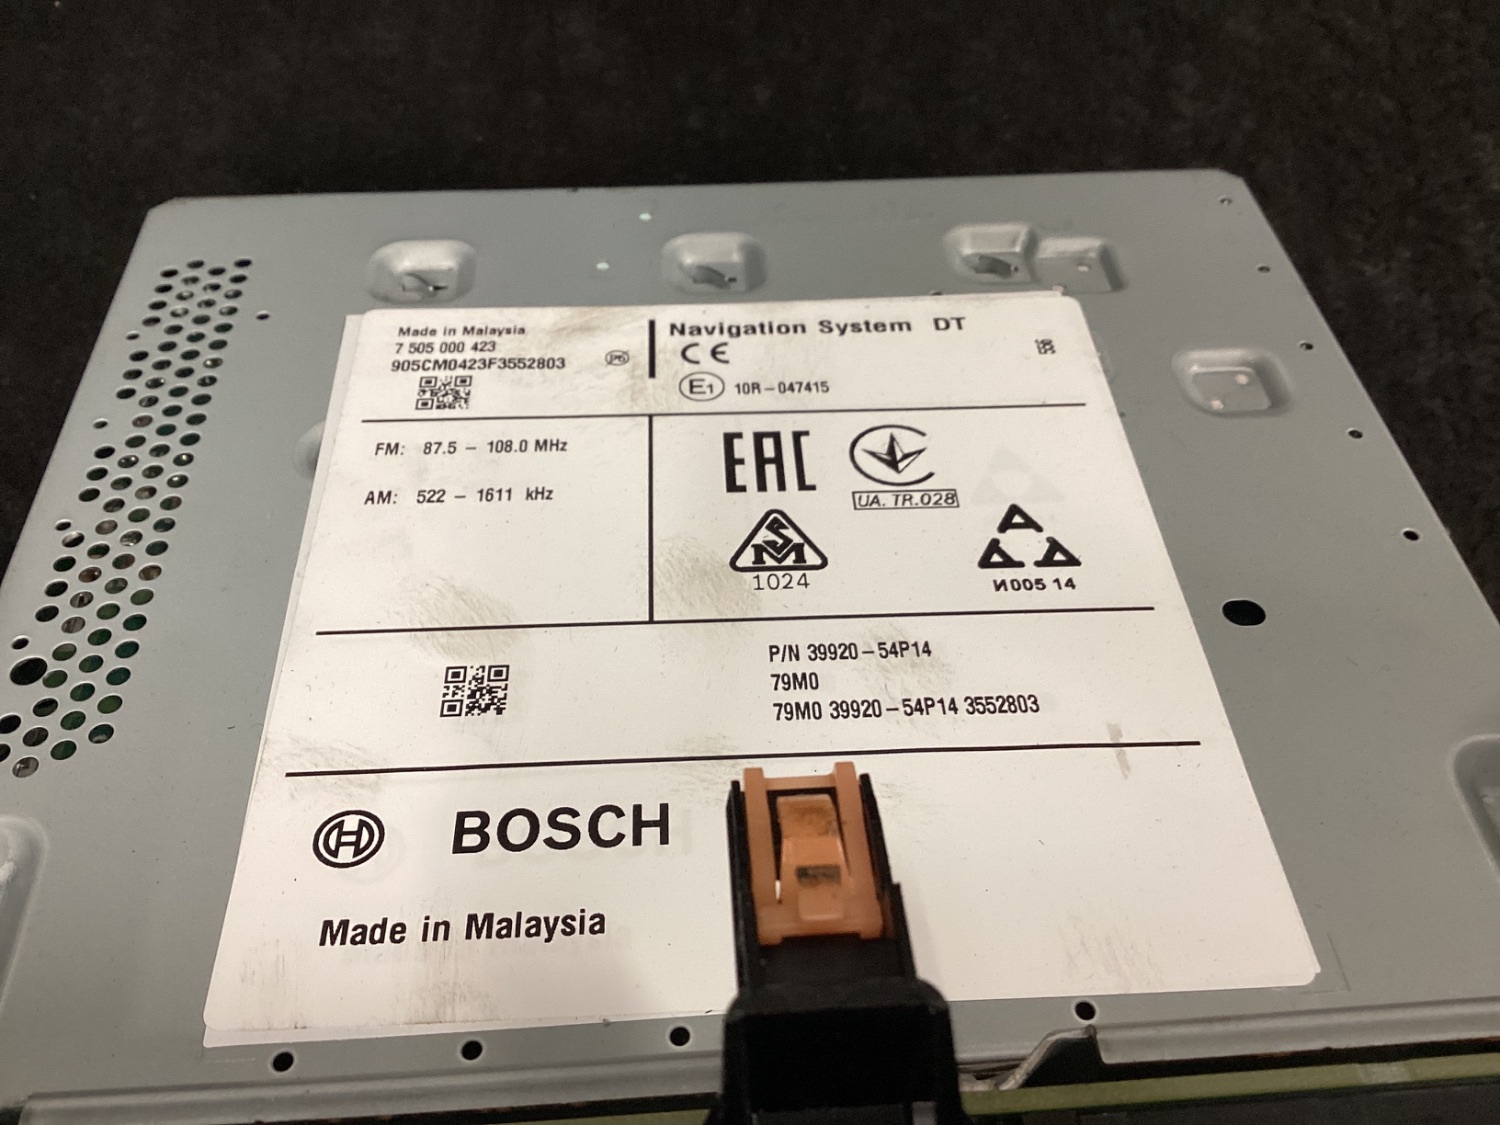 Made in Malaysia
7 505 000 423
905CM0423F3552803
Navigation System DT
CE
E1 10R-047415
FM: 87.5 - 108.0 MHz
AM: 522 - 1611 kHz
EAC
UA. TR.028
SM
1024
И005 14
P/N 39920-54P14
79M0
79M0 39920-54P14 3552803
BOSCH
Made in Malaysia